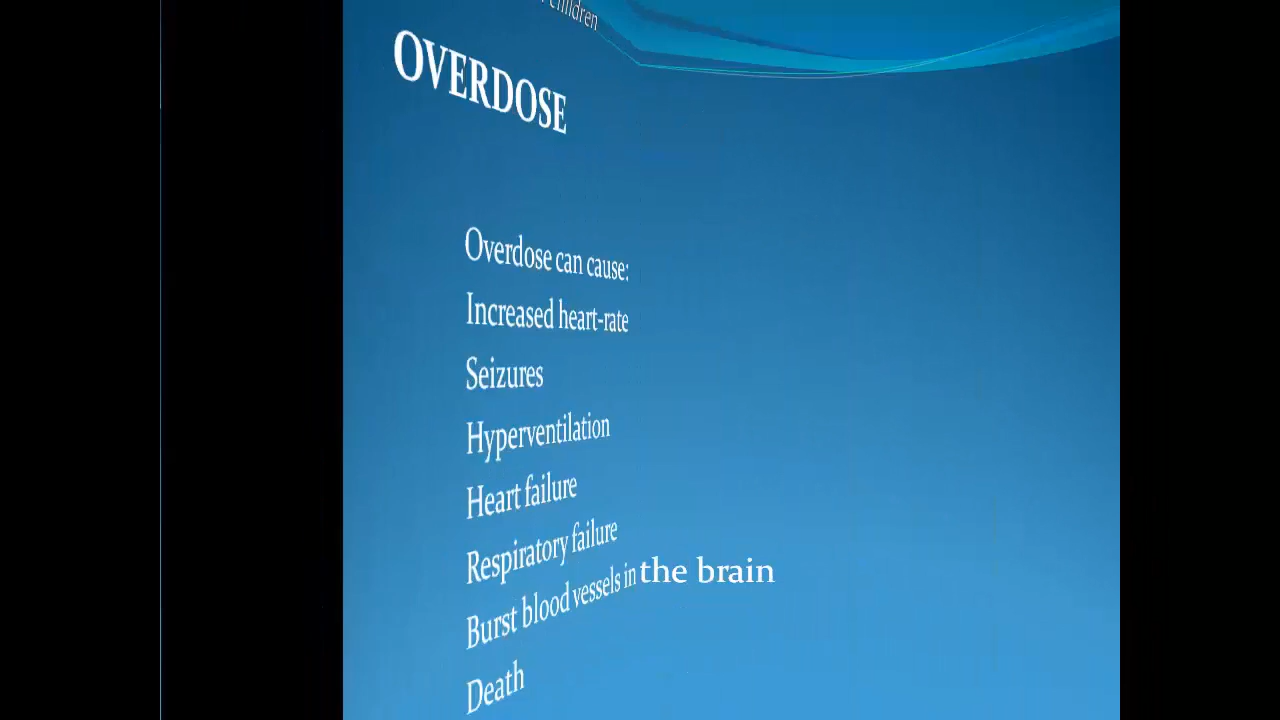 children
OVERDOSE
Overdose can cause:
Increased heart-rate
Seizures
Hyperventilation
Heart failure
Respiratory failure
Burst blood vessels in the brain
Death